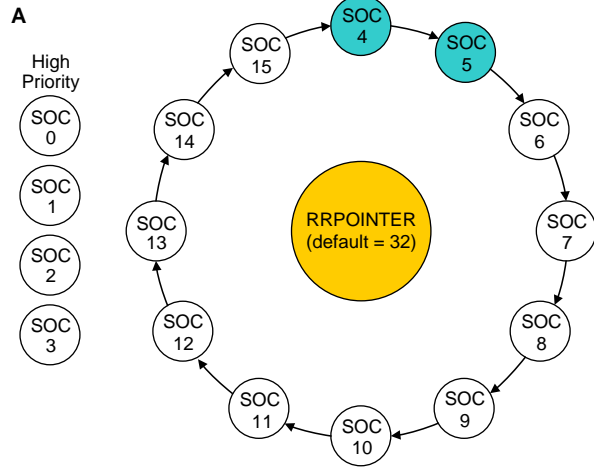 A
High
Priority
SOC
0
SOC
1
SOC
2
SOC
3
SOC
4
SOC
5
SOC
6
SOC
7
SOC
8
SOC
9
SOC
10
SOC
11
SOC
12
SOC
13
SOC
14
SOC
15
RRPOINTER
(default = 32)